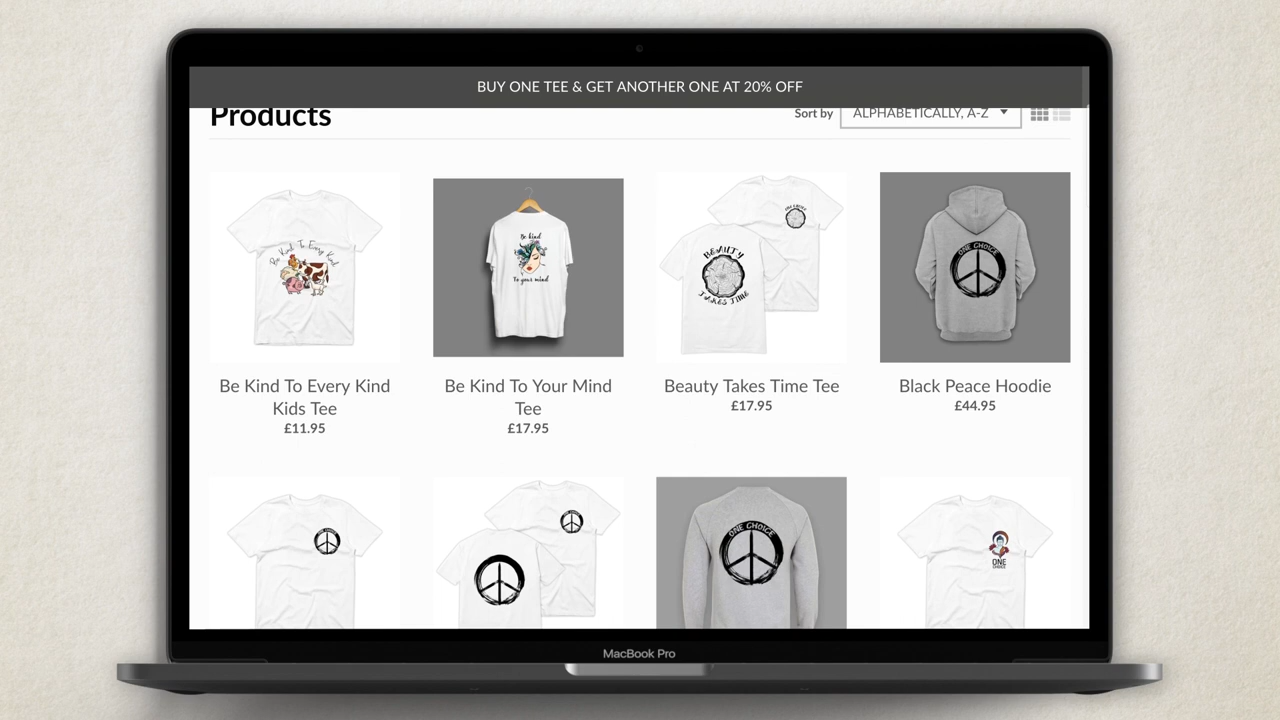 BUY ONE TEE & GET ANOTHER ONE AT 20% OFF
Products
Sort by
ALPHABETICALLY, A-Z
Be Kind To Every Kind
Be kind
To your mind
BEAUTY
TAKES TIME
ONE CHOICE
ONE CHOICE
Be Kind To Every Kind
Kids Tee
£11.95
Be Kind To Your Mind
Tee
£17.95
Beauty Takes Time Tee
£17.95
Black Peace Hoodie
£44.95
ONE CHOICE
ONE
CHOICE
MacBook Pro